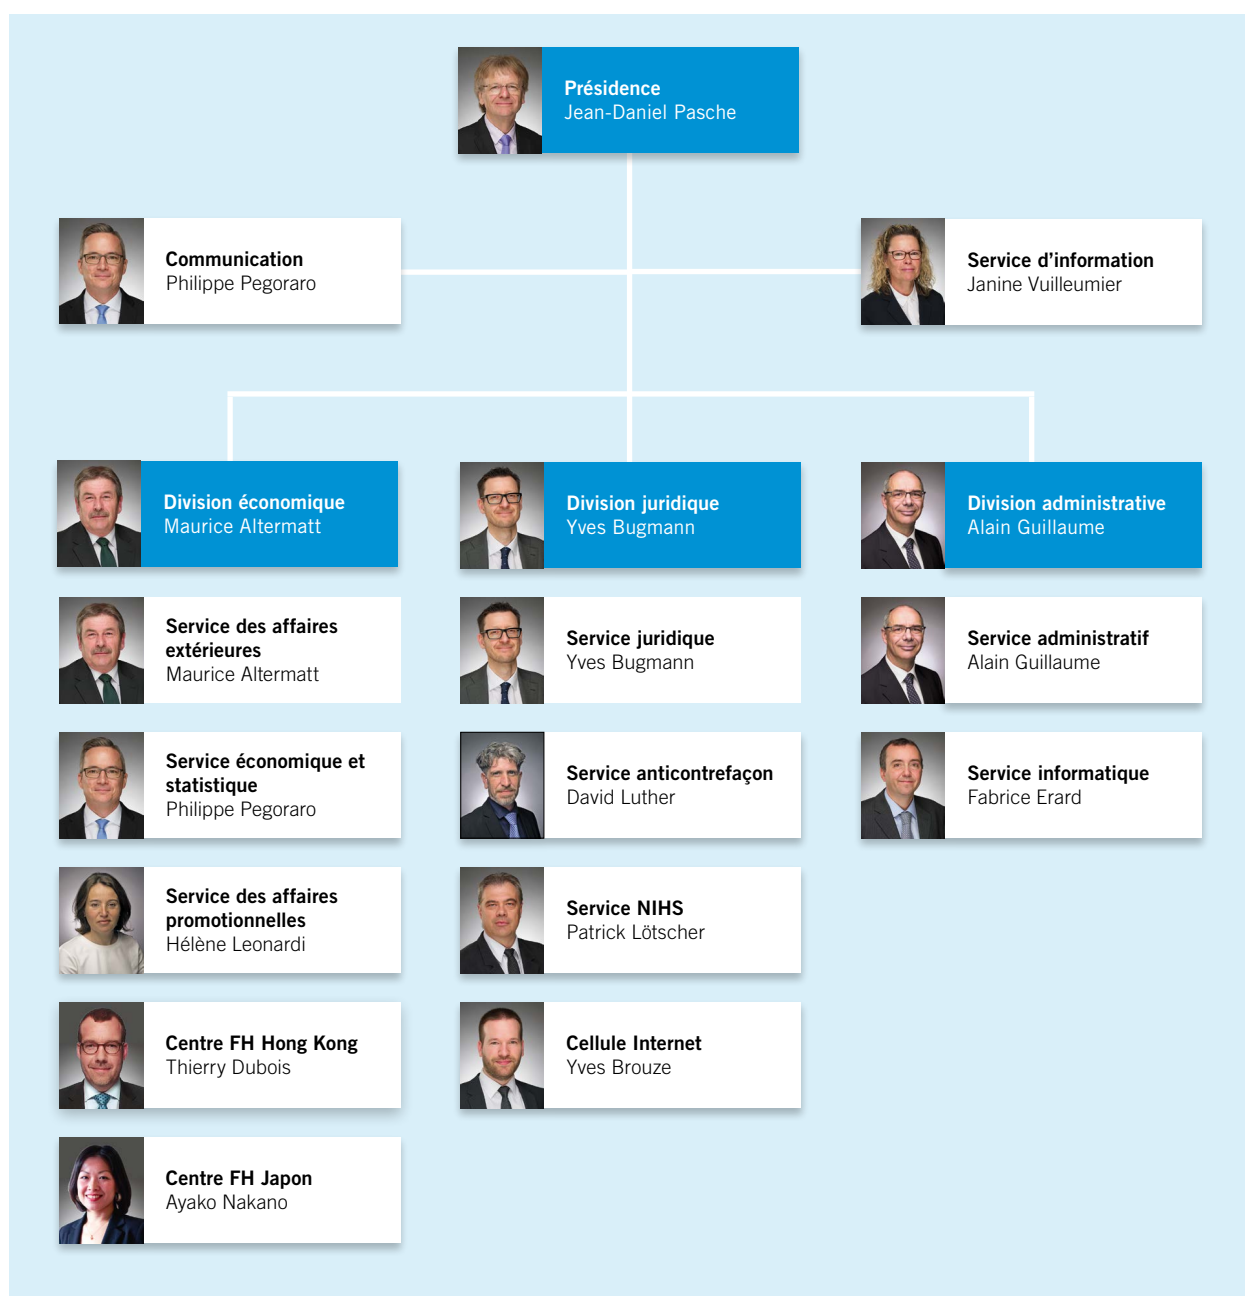 Présidence
Jean-Daniel Pasche
Communication
Philippe Pegoraro
Service d’information
Janine Vuilleumier
Division économique
Maurice Altermatt
Division juridique
Yves Bugmann
Division administrative
Alain Guillaume
Service des affaires
extérieures
Maurice Altermatt
Service juridique
Yves Bugmann
Service administratif
Alain Guillaume
Service économique et
statistique
Philippe Pegoraro
Service anticontrefaçon
David Luther
Service informatique
Fabrice Erard
Service des affaires
promotionnelles
Hélène Leonardi
Service NIHS
Patrick Lötscher
Centre FH Hong Kong
Thierry Dubois
Cellule Internet
Yves Brouze
Centre FH Japon
Ayako Nakano